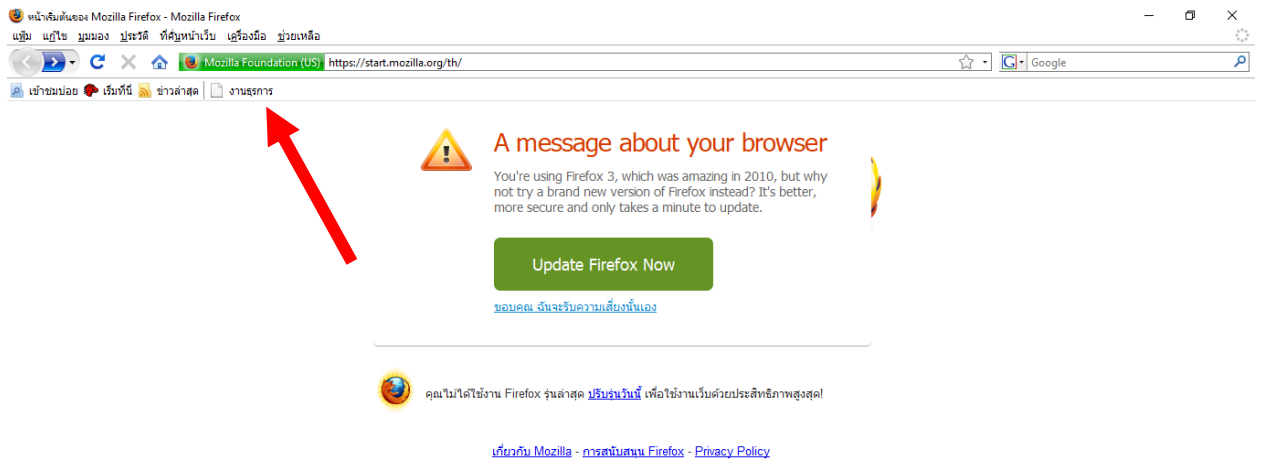 หน้าเริ่มต้นของ Mozilla Firefox - Mozilla Firefox
แฟ้ม แก้ไข มุมมอง ประวัติ ที่คั่นหน้าเว็บ เครื่องมือ ช่วยเหลือ
Mozilla Foundation (US) https://start.mozilla.org/th/ G Google
เข้าชมบ่อย เริ่มที่นี่ ข่าวล่าสุด งานธุรการ
A message about your browser
You're using Firefox 3, which was amazing in 2010, but why
not try a brand new version of Firefox instead? It's better,
more secure and only takes a minute to update.
Update Firefox Now
ขอบคุณ ฉันจะรับความเสี่ยงนั้นเอง
คุณไม่ได้ใช้งาน Firefox รุ่นล่าสุด ปรับรุ่นวันนี้ เพื่อใช้งานเว็บด้วยประสิทธิภาพสูงสุด!
เกี่ยวกับ Mozilla - การสนับสนุน Firefox - Privacy Policy